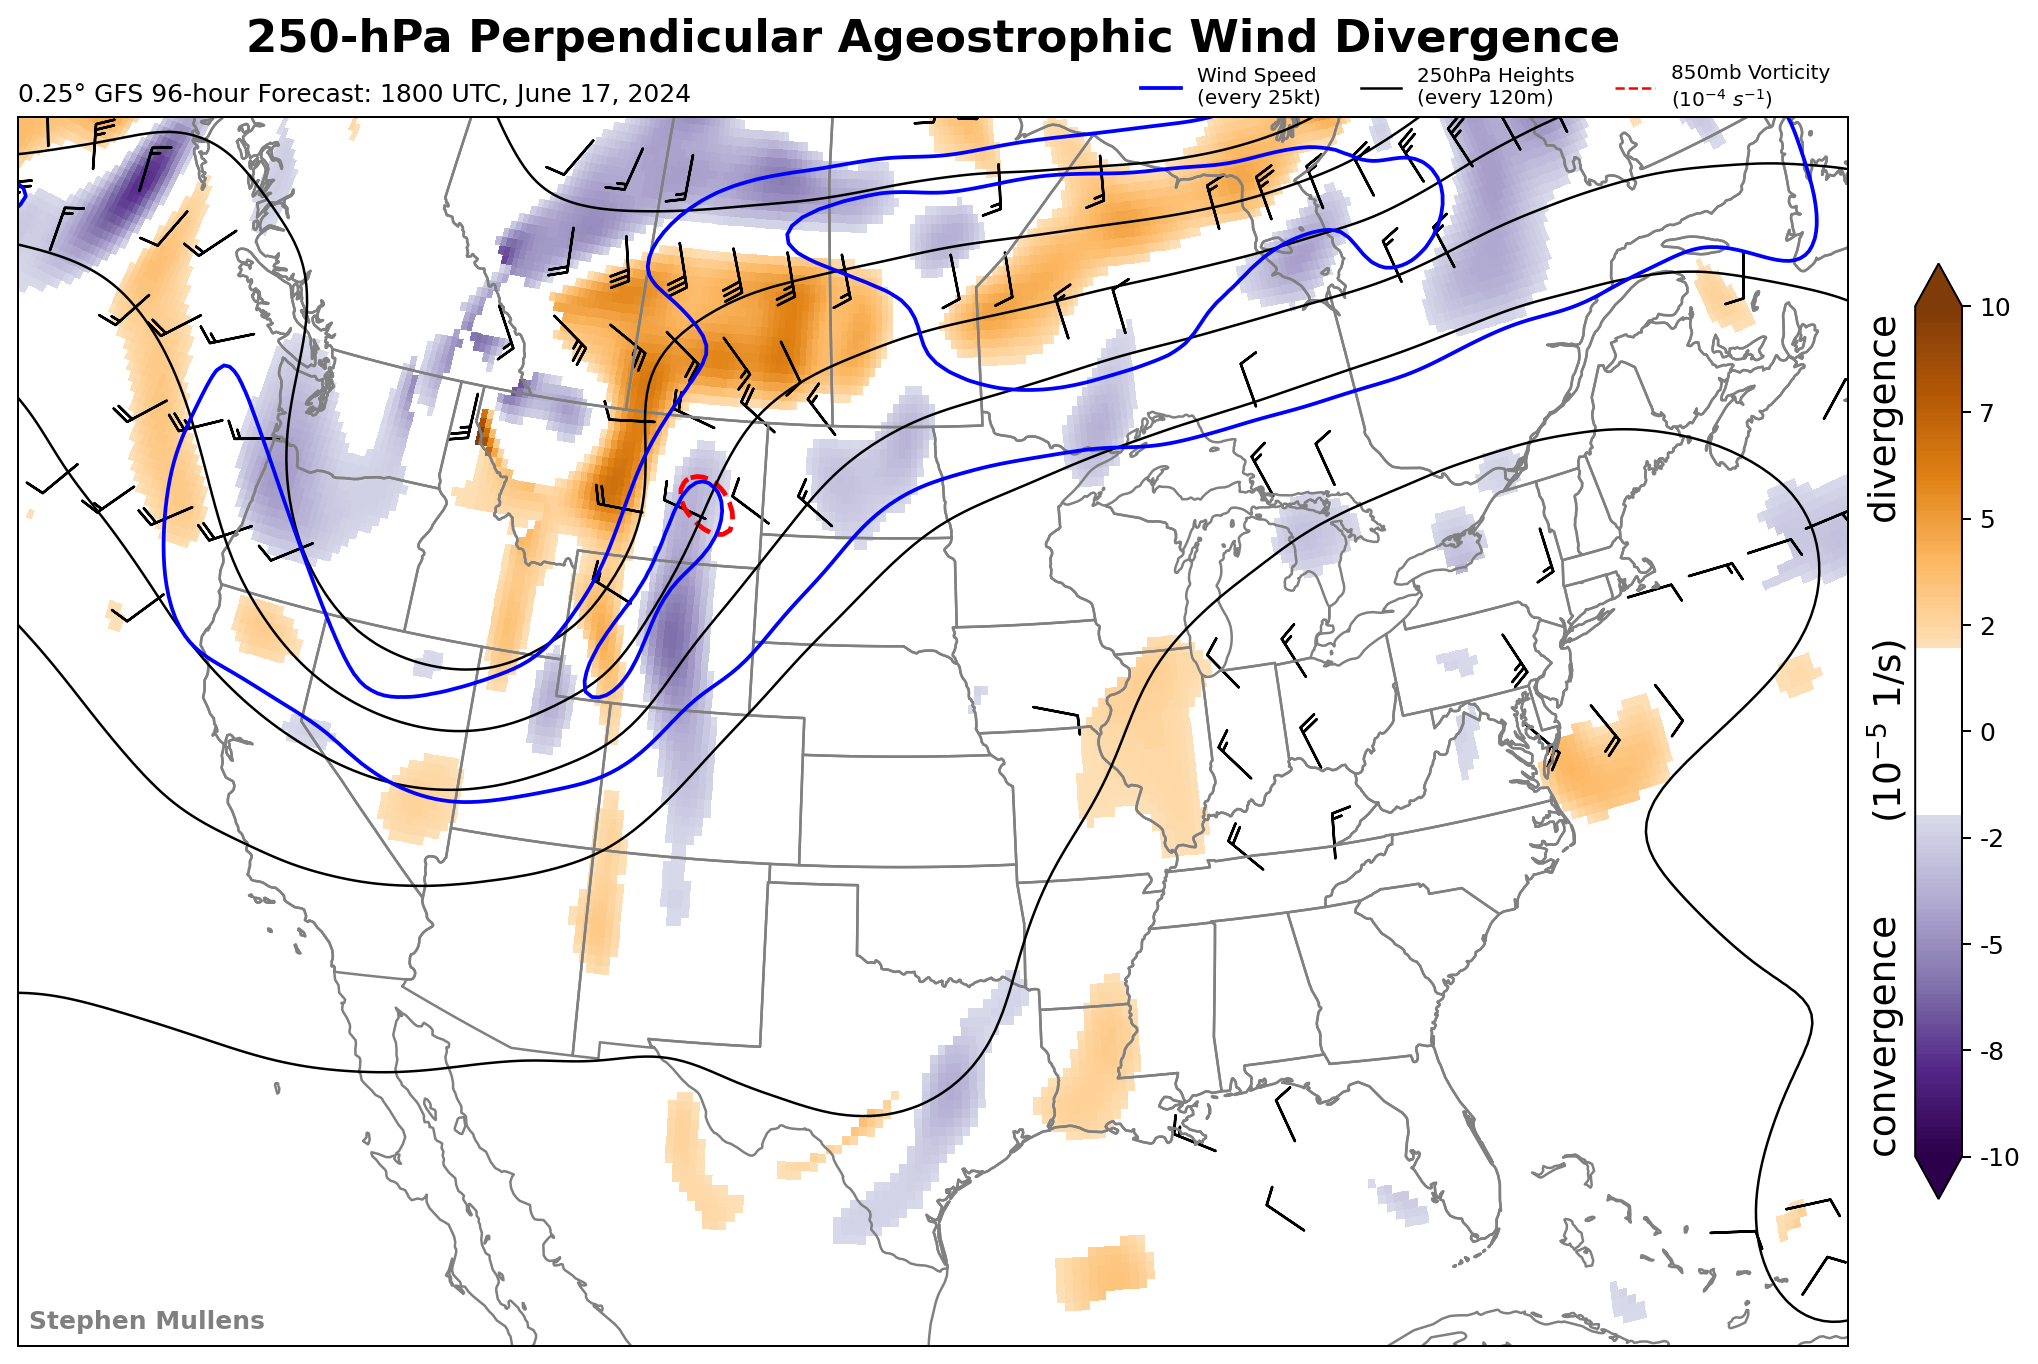 250-hPa Perpendicular Ageostrophic Wind Divergence
0.25° GFS 96-hour Forecast: 1800 UTC, June 17, 2024
Wind Speed
(every 25kt)
250hPa Heights
(every 120m)
850mb Vorticity
(10⁻⁴ s⁻¹)
10
7
5
2
0
-2
-5
-8
-10
convergence (10⁻⁵ 1/s) divergence
Stephen Mullens